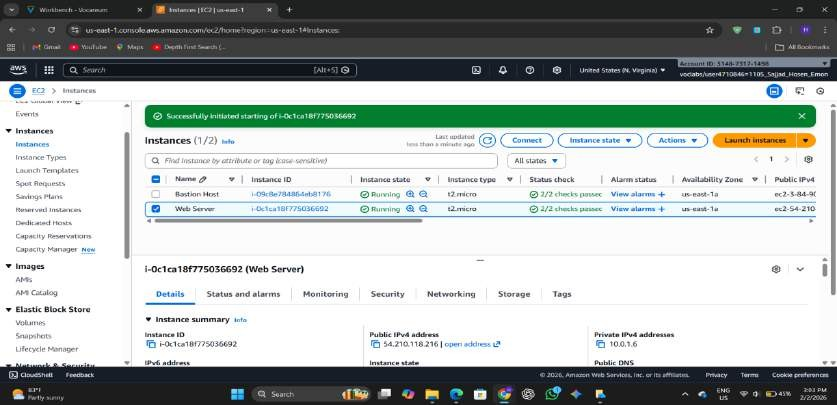 Workbench - Vocareum
Instances | EC2 | us-east-1
us-east-1.console.aws.amazon.com/ec2/home?region=us-east-1#Instances:
Gmail
YouTube
Maps
Depth First Search (...
All Bookmarks
aws
Search
[Alt+S]
United States (N. Virginia)
Account ID: 3148-7317-1498
voclabs/user4710846=1105_Sajjad_Hosen_Emon
EC2 > Instances
EC2 Global View
Events
Instances
Instances
Instance Types
Launch Templates
Spot Requests
Savings Plans
Reserved Instances
Dedicated Hosts
Capacity Reservations
Capacity Manager New
Images
AMIs
AMI Catalog
Elastic Block Store
Volumes
Snapshots
Lifecycle Manager
Network & Security
Successfully initiated starting of i-0c1ca18f775036692
Instances (1/2) Info
Last updated
less than a minute ago
Connect
Instance state
Actions
Launch instances
Find Instance by attribute or tag (case-sensitive)
All states
1
Name Instance ID Instance state Instance type Status check Alarm status Availability Zone Public IPv4
Bastion Host i-09c8e784864eb8176 Running t2.micro 2/2 checks passec View alarms + us-east-1a ec2-3-84-90
Web Server i-0c1ca18f775036692 Running t2.micro 2/2 checks passec View alarms + us-east-1a ec2-54-210-
i-0c1ca18f775036692 (Web Server)
Details
Status and alarms
Monitoring
Security
Networking
Storage
Tags
Instance summary Info
Instance ID
i-0c1ca18f775036692
Public IPv4 address
54.210.118.216 | open address
Private IPv4 addresses
10.0.1.6
IPv6 address
Instance state
Public DNS
CloudShell
Feedback
© 2026, Amazon Web Services, Inc. or its affiliates.
Privacy
Terms
Cookie preferences
83°F
Partly sunny
Search
ENG
US
45%
3:03 PM
2/2/2026